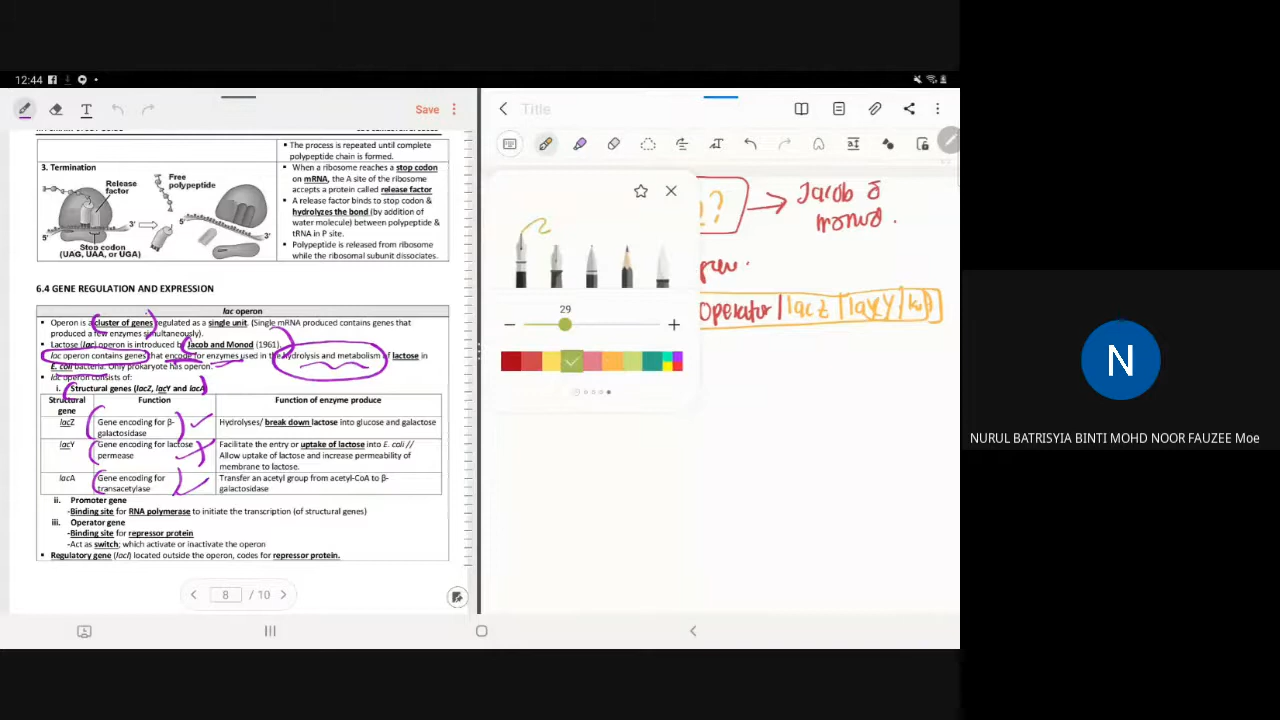 12:44
Save
Title
The process is repeated until complete
polypeptide chain is formed.
3. Termination
Release
factor
Free
polypeptide
3'
5'
5'
3'
Stop codon
(UAG, UAA, or UGA)
When a ribosome reaches a stop codon
on mRNA, the A site of the ribosome
accepts a protein called release factor
A release factor binds to stop codon &
hydrolyzes the bond (by addition of
water molecule) between polypeptide &
tRNA in P site.
Polypeptide is released from ribosome
while the ribosomal subunit dissociates.
6.4 GENE REGULATION AND EXPRESSION
lac operon
Operon is a cluster of genes regulated as a single unit. (Single mRNA produced contains genes that
produced a few enzymes simultaneously).
Lactose (lac) operon is introduced by Jacob and Monod (1961).
lac operon contains genes that encode for enzymes used in the hydrolysis and metabolism of lactose in
E. coli bacteria. Only prokaryote has operon.
lac operon consists of:
i. Structural genes (lacZ, lacY and lacA)
Structural
gene
Function
Function of enzyme produce
lacZ
Gene encoding for β-
galactosidase
Hydrolyses/ break down lactose into glucose and galactose
lacY
Gene encoding for lactose
permease
Facilitate the entry or uptake of lactose into E. coli//
Allow uptake of lactose and increase permeability of
membrane to lactose.
lacA
Gene encoding for
transacetylase
Transfer an acetyl group from acetyl-CoA to β-
galactosidase
ii. Promoter gene
-Binding site for RNA polymerase to initiate the transcription (of structural genes)
iii. Operator gene
-Binding site for repressor protein
-Act as switch; which activate or inactivate the operon
Regulatory gene (lacI) located outside the operon, codes for repressor protein.
8 / 10
29
?? → Jacob &
monod.
Operator | lac Z | lac Y |
N
NURUL BATRISYIA BINTI MOHD NOOR FAUZEE Moe